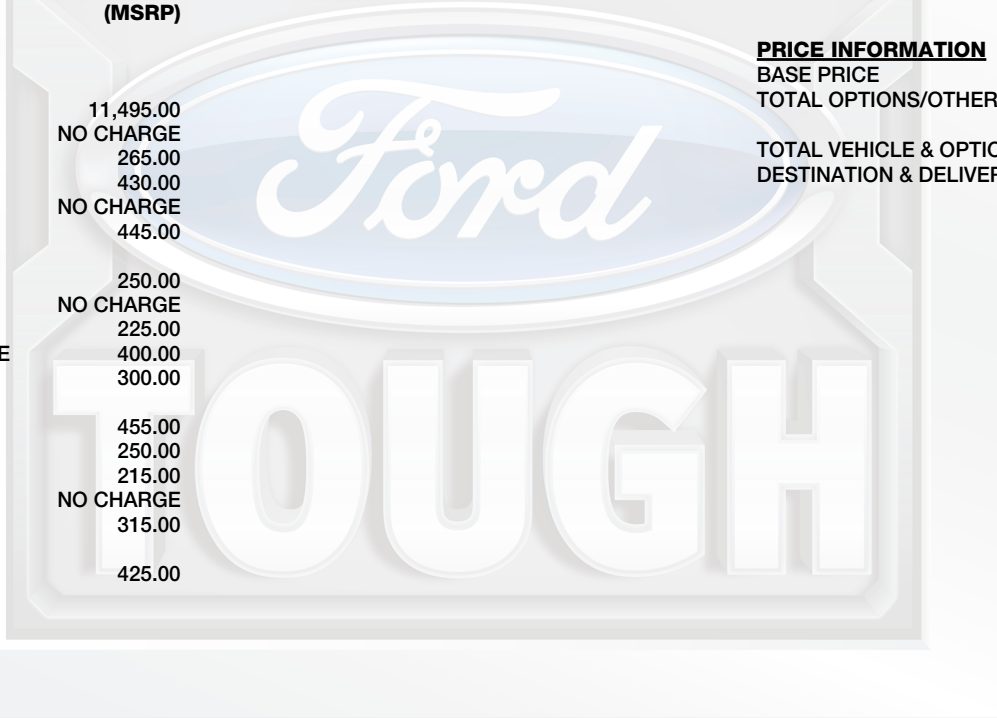 (MSRP)
11,495.00
NO CHARGE
265.00
430.00
NO CHARGE
445.00
250.00
NO CHARGE
225.00
E 400.00
300.00
455.00
250.00
215.00
NO CHARGE
315.00
425.00
PRICE INFORMATION
BASE PRICE
TOTAL OPTIONS/OTHER
TOTAL VEHICLE & OPTIO
DESTINATION & DELIVER
Ford
TOUGH